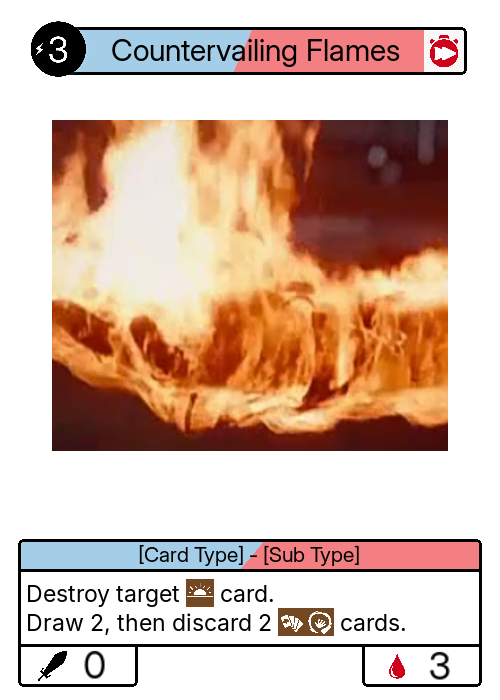 3 Countervailing Flames
[Card Type] - [Sub Type]
Destroy target card.
Draw 2, then discard 2 cards.
0 3